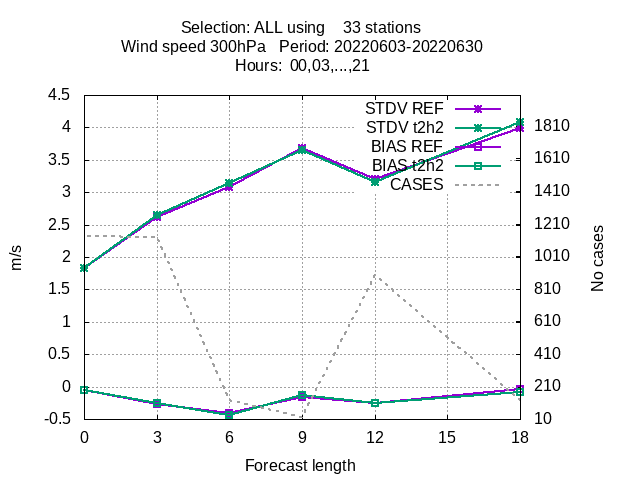 Selection: ALL using    33 stations
Wind speed 300hPa   Period: 20220603-20220630
Hours:  00,03,...,21
STDV REF
STDV t2h2
BIAS REF
BIAS t2h2
CASES
4.5
4
3.5
3
2.5
2
1.5
1
0.5
0
-0.5
m/s
1810
1610
1410
1210
1010
810
610
410
210
10
No cases
0 3 6 9 12 15 18
Forecast length